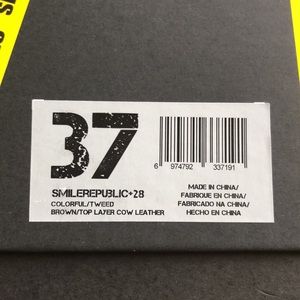 37
6 974792 337191
SMILEREPUBLIC+28
COLORFUL/TWEED
BROWN/TOP LAYER COW LEATHER
MADE IN CHINA/
FABRIQUE EN CHINA/
FABRICADO NA CHINA/
HECHO EN CHINA